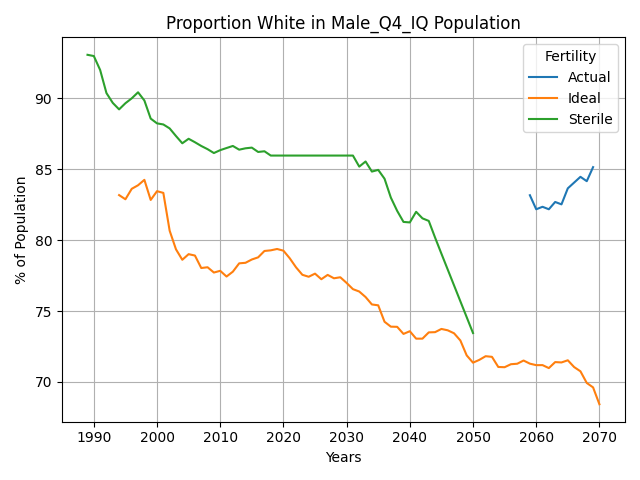 Proportion White in Male_Q4_IQ Population
Fertility
Actual
Ideal
Sterile
% of Population
90
85
80
75
70
1990 2000 2010 2020 2030 2040 2050 2060 2070
Years